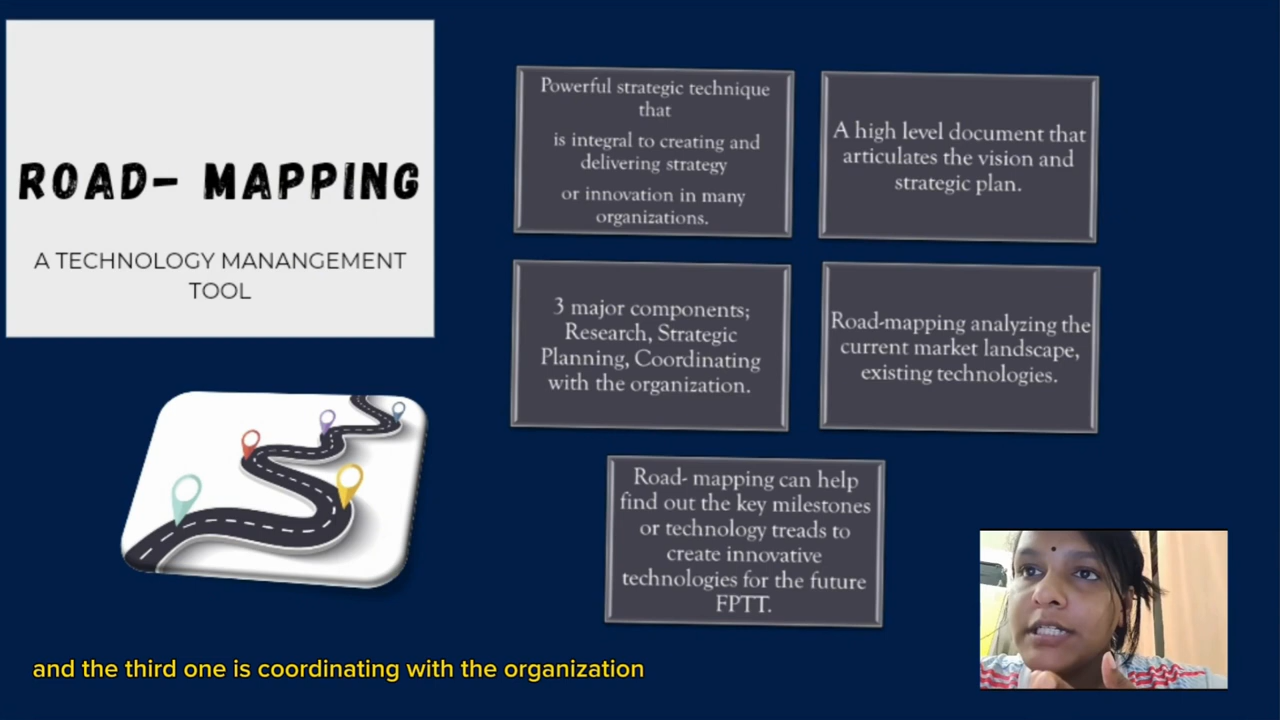 ROAD- MAPPING
A TECHNOLOGY MANANGEMENT
TOOL
Powerful strategic technique
that
is integral to creating and
delivering strategy
or innovation in many
organizations.
A high level document that
articulates the vision and
strategic plan.
3 major components;
Research, Strategic
Planning, Coordinating
with the organization.
Road-mapping analyzing the
current market landscape,
existing technologies.
Road- mapping can help
find out the key milestones
or technology treads to
create innovative
technologies for the future
FPTT.
and the third one is coordinating with the organization